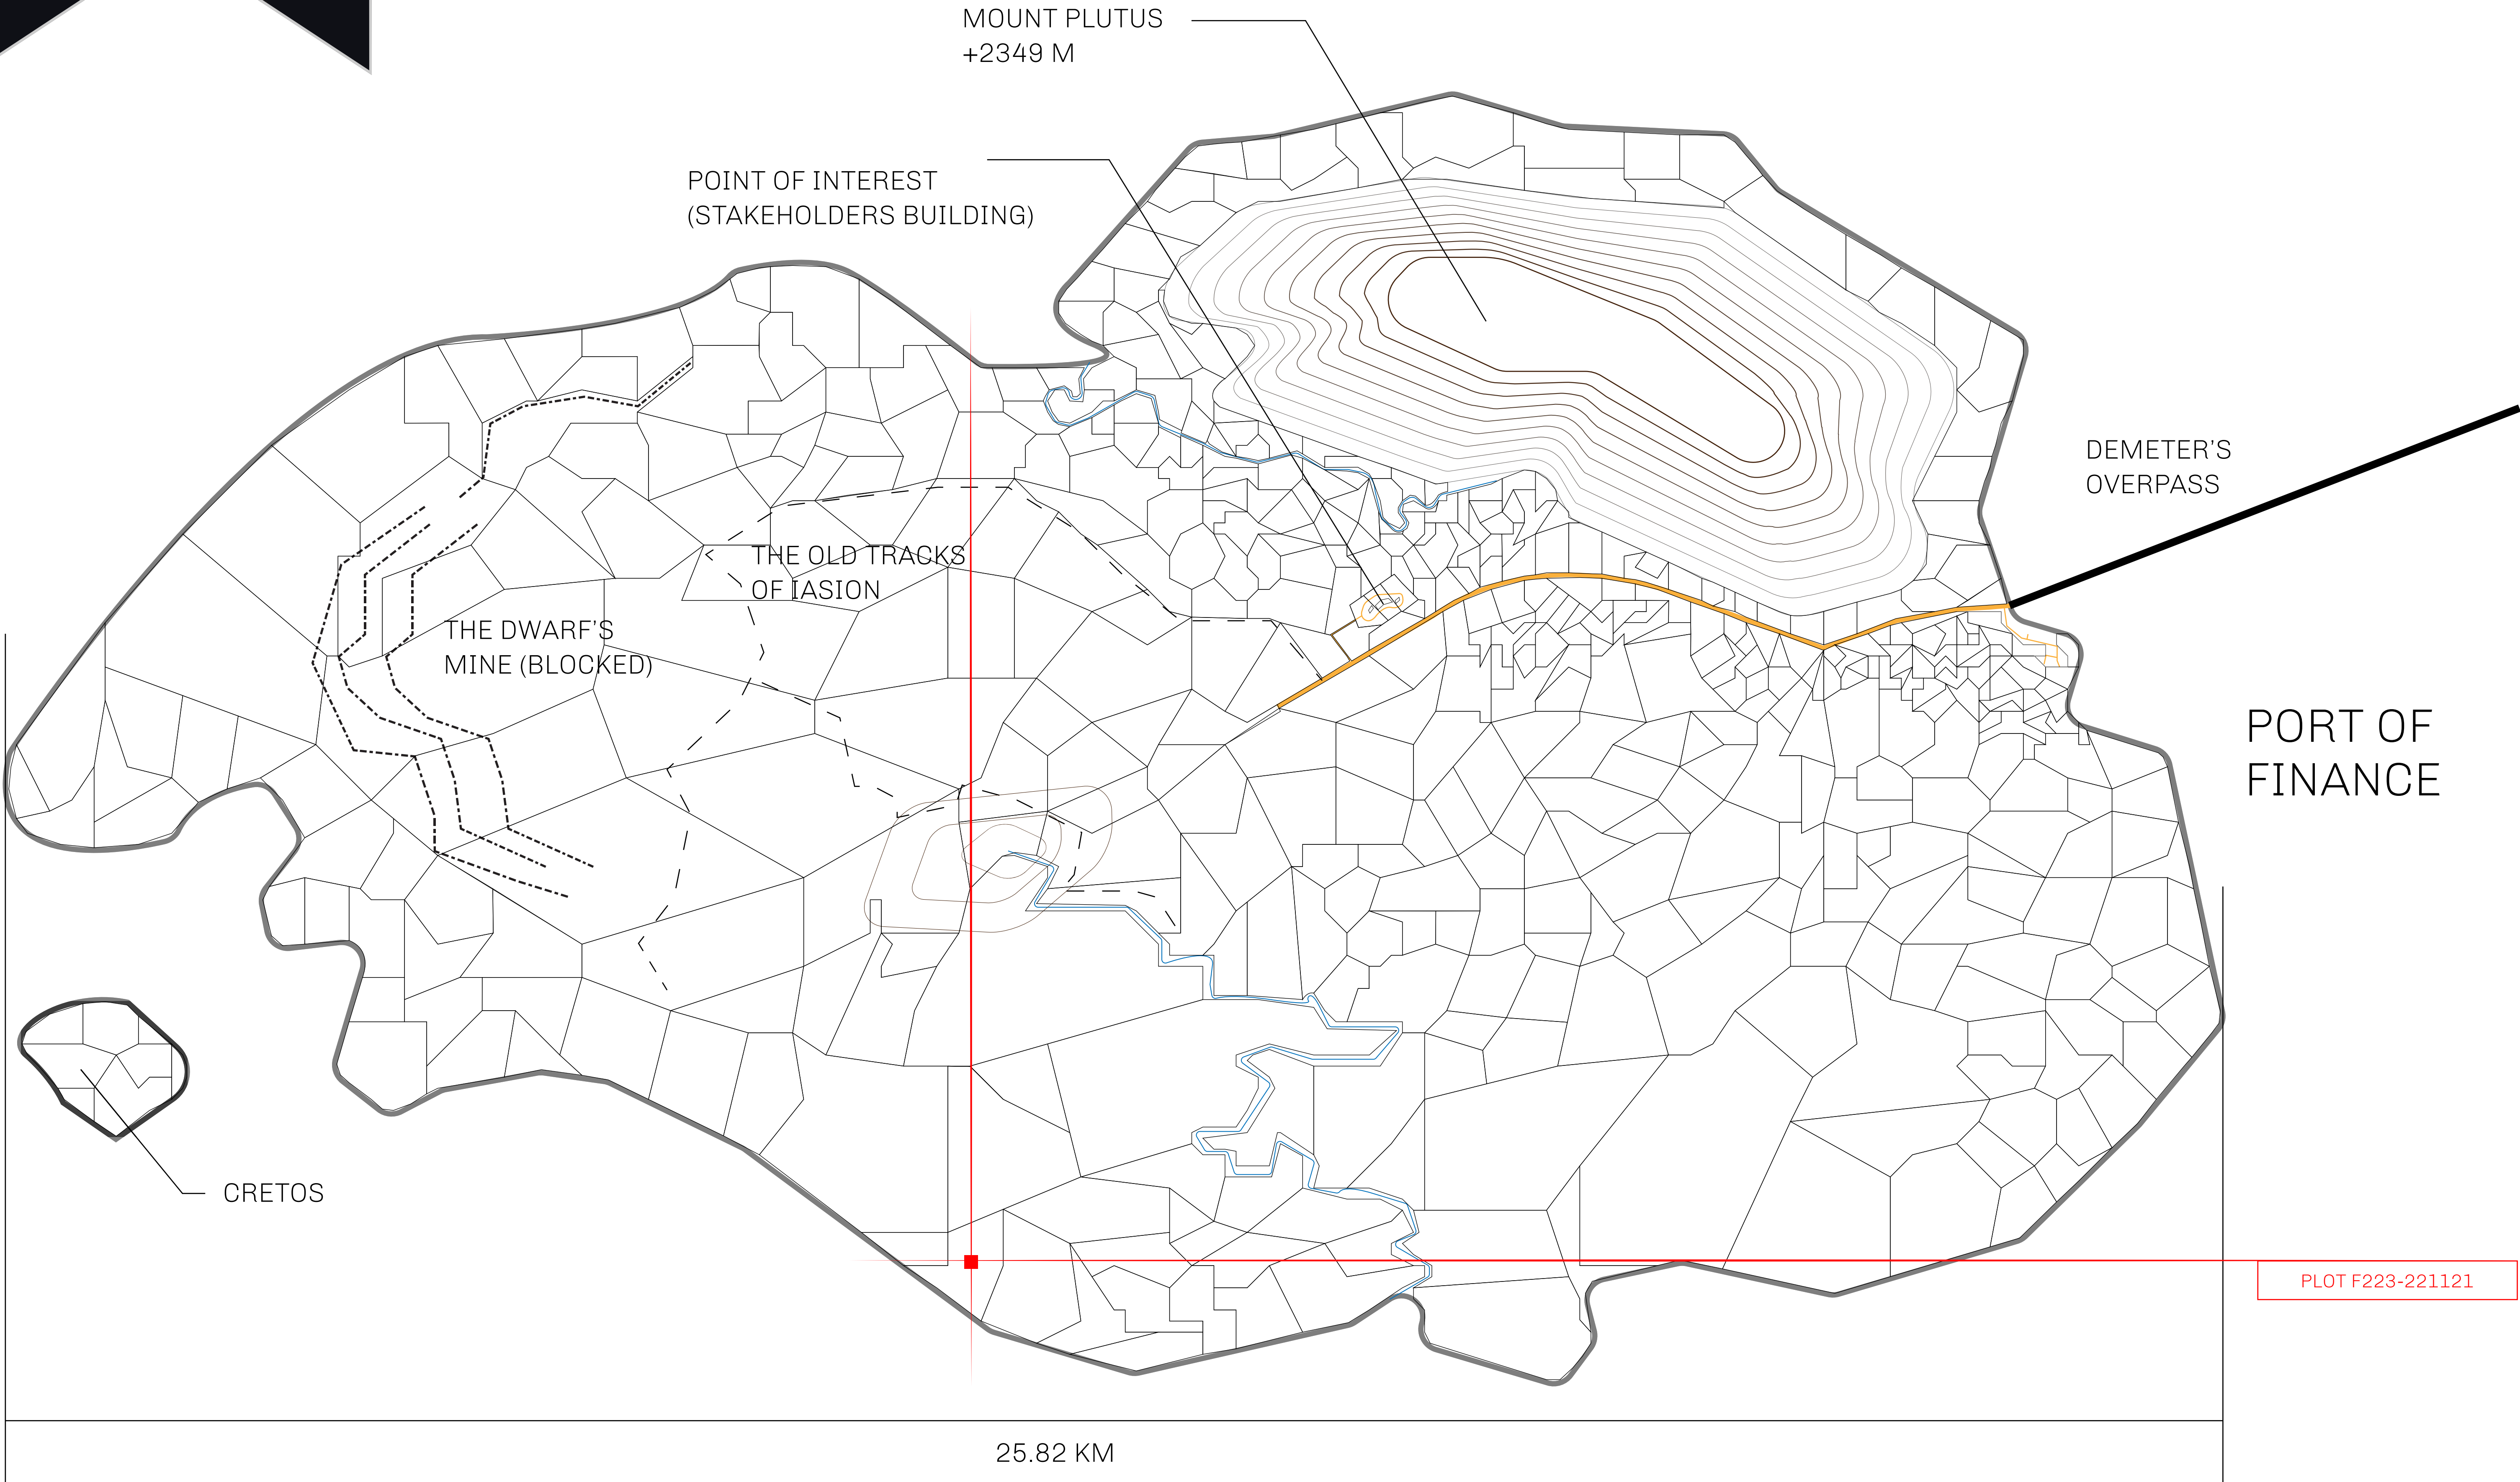 MOUNT PLUTUS
+2349 M
POINT OF INTEREST
(STAKEHOLDERS BUILDING)
DEMETER'S
OVERPASS
THE OLD TRACKS
OF IASION
THE DWARF'S
MINE (BLOCKED)
PORT OF
FINANCE
CRETOS
PLOT F223-221121
25.82 KM